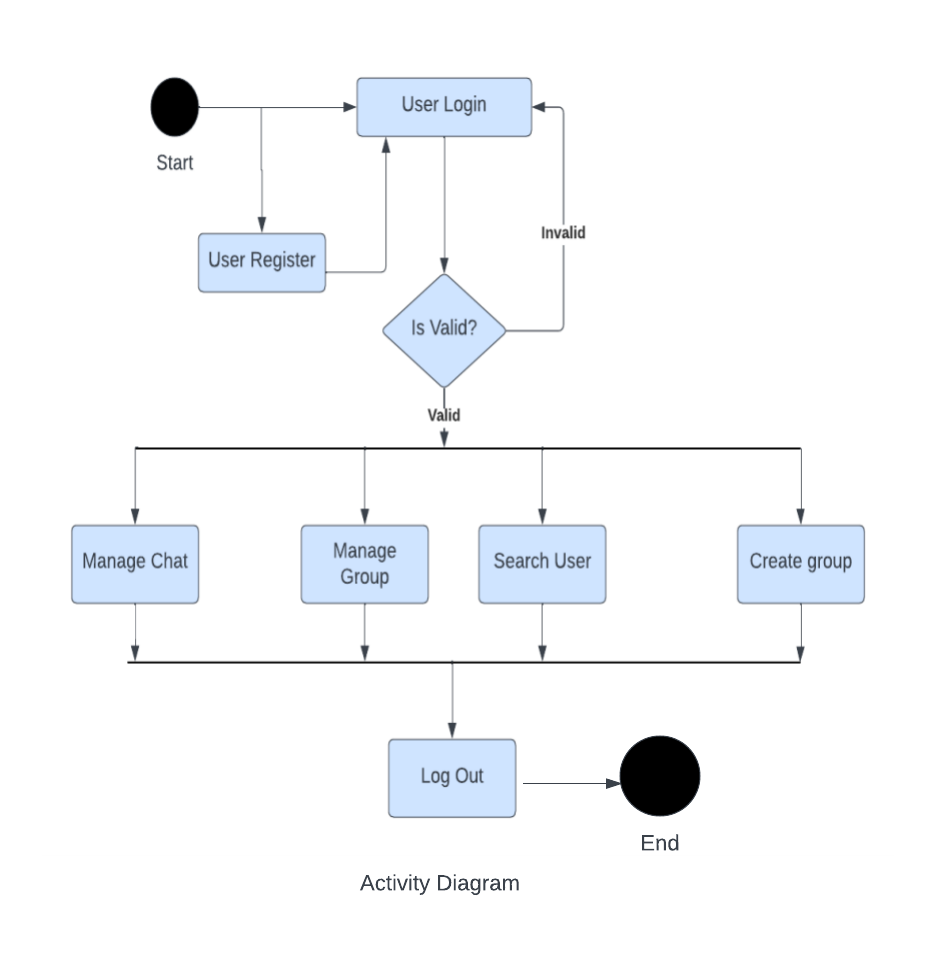 User Login
Start
Invalid
User Register
Is Valid?
Valid
Manage Chat
Manage
Group
Search User
Create group
Log Out
End
Activity Diagram